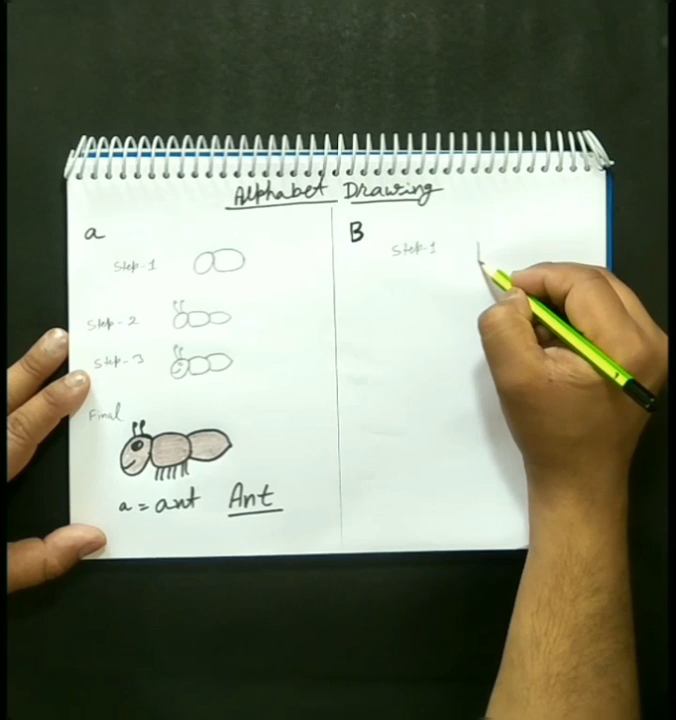 Alphabet Drawing
a
Step-1
Step-2
Step-3
Final
a = ant Ant
B
Step-1